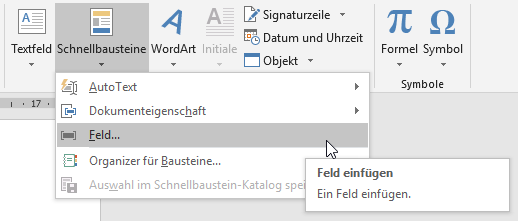 Textfeld
Schnellbausteine
WordArt
Initiale
Signaturzeile
Datum und Uhrzeit
Objekt
Formel
Symbol
Symbole
17
AutoText
Dokumenteigenschaft
Feld...
Organizer für Bausteine...
Auswahl im Schnellbaustein-Katalog spei
Feld einfügen
Ein Feld einfügen.